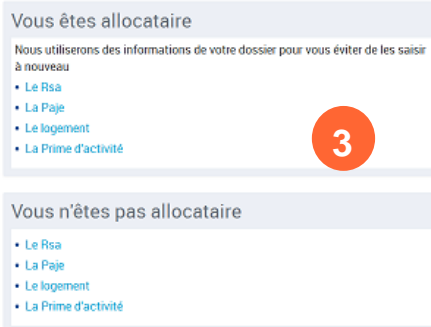 Vous êtes allocataire
Nous utiliserons des informations de votre dossier pour vous éviter de les saisir
à nouveau
• Le Rsa
• La Paje
• Le logement
• La Prime d'activité
3
Vous n'êtes pas allocataire
• Le Rsa
• La Paje
• Le logement
• La Prime d'activité